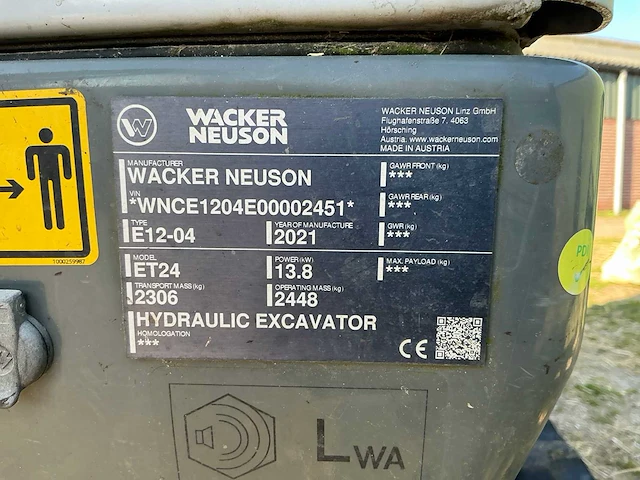 WACKER
NEUSON
WACKER NEUSON Linz GmbH
Flughafenstraße 7, 4063
Hörsching
Austria, www.wackerneuson.com
MADE IN AUSTRIA
MANUFACTURER
WACKER NEUSON
VIN
*WNCE1204E00002451*
TYPE
E12-04
YEAR OF MANUFACTURE
2021
GAWR FRONT (kg)
***
GAWR REAR (kg)
***
GWR (kg)
***
MODEL
ET24
POWER (kW)
13.8
MAX. PAYLOAD (kg)
***
TRANSPORT MASS (kg)
2306
OPERATING MASS (kg)
2448
HYDRAULIC EXCAVATOR
HOMOLOGATION
***
CE
1000259987
PDI
LWA